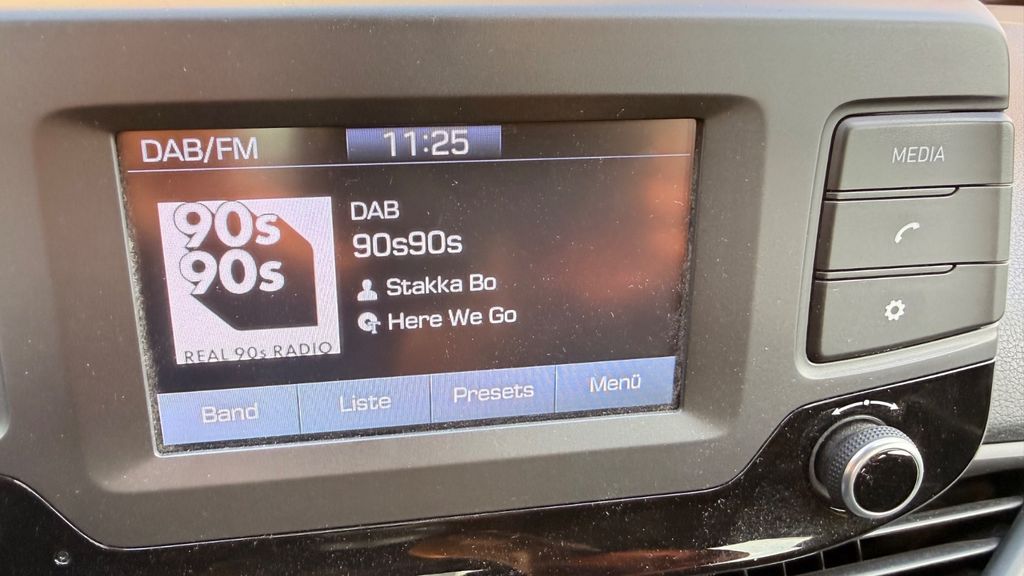 DAB/FM
11:25
MEDIA
90s
90s
REAL 90s RADIO
DAB
90s90s
Stakka Bo
Here We Go
Band
Liste
Presets
Menü